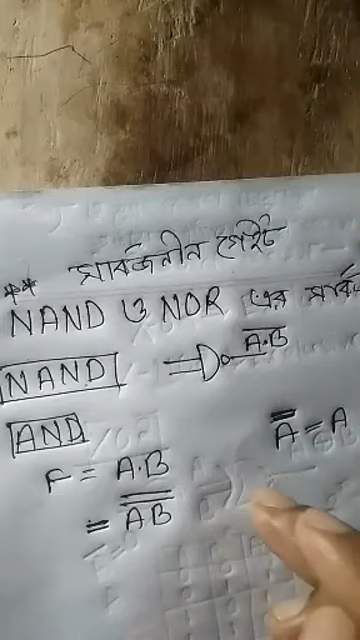 ** সার্বজনীন গেইট
NAND ও NOR এর সার্ব
NAND A̅.̅B̅
AND
A̿ = A
F = A.B
= A̿B̿